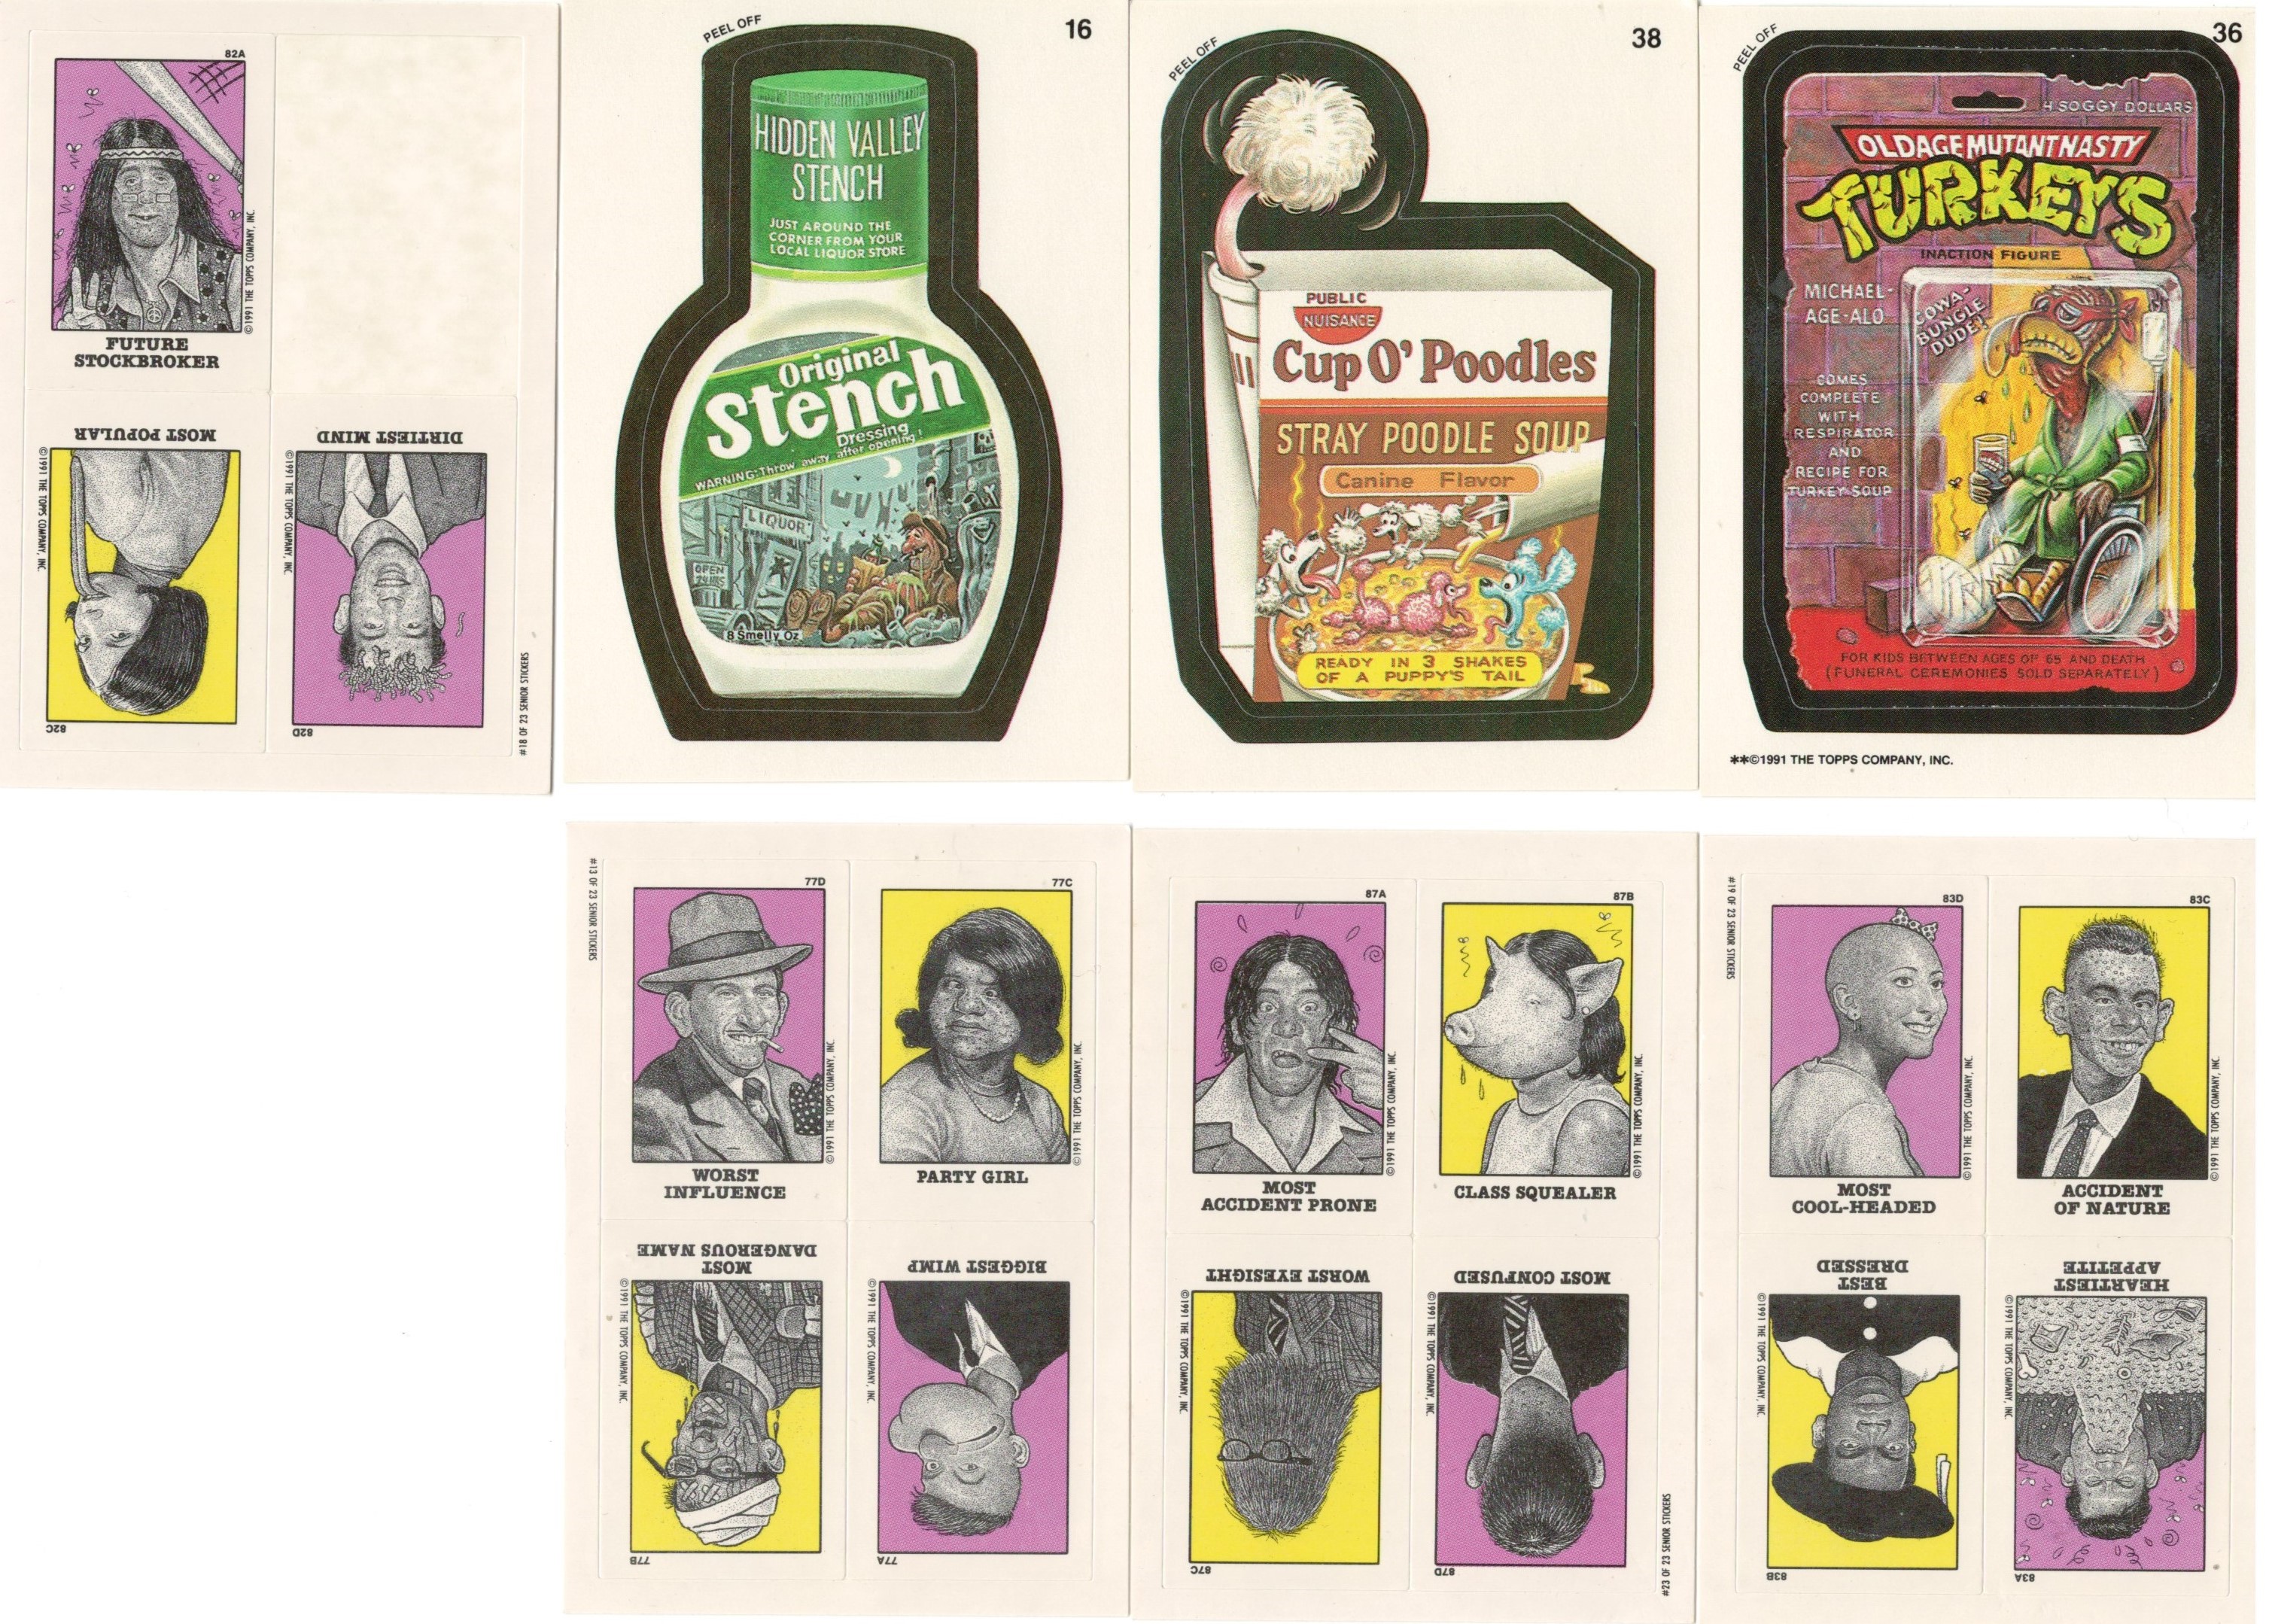 36
PEEL OFF
H SOGGY DOLLARS
OLD AGE MUTANT NASTY
TURKEYS
INACTION FIGURE
MICHAEL-
AGE-ALO
COWA-
BUNGLE
DUDE!
COMES
COMPLETE
WITH
RESPIRATOR
AND
RECIPE FOR
TURKEY SOUP
FOR KIDS BETWEEN AGES OF 65 AND DEATH
(FUNERAL CEREMONIES SOLD SEPARATELY)
**©1991 THE TOPPS COMPANY, INC.
38
PEEL OFF
PUBLIC
NUISANCE
Cup O' Poodles
STRAY POODLE SOUP
Canine Flavor
READY IN 3 SHAKES
OF A PUPPY'S TAIL
16
PEEL OFF
HIDDEN VALLEY
STENCH
JUST AROUND THE
CORNER FROM YOUR
LOCAL LIQUOR STORE
Original
Stench
Dressing
WARNING: throw away after opening!
LIQUOR
OPEN
24 HRS
8 Smelly Oz
#18 OF 23 SENIOR STICKERS
82A
©1991 THE TOPPS COMPANY, INC.
FUTURE
STOCKBROKER
DIRTIEST MIND
©1991 THE TOPPS COMPANY, INC.
82D
MOST POPULAR
©1991 THE TOPPS COMPANY, INC.
82C
83C
©1991 THE TOPPS COMPANY, INC.
ACCIDENT
OF NATURE
83D
©1991 THE TOPPS COMPANY, INC.
MOST
COOL-HEADED
HEARTIEST
APPETITE
©1991 THE TOPPS COMPANY, INC.
83A
BEST
DRESSED
©1991 THE TOPPS COMPANY, INC.
83B
#19 OF 23 SENIOR STICKERS
#23 OF 23 SENIOR STICKERS
87B
©1991 THE TOPPS COMPANY, INC.
CLASS SQUEALER
87A
©1991 THE TOPPS COMPANY, INC.
MOST
ACCIDENT PRONE
MOST CONFUSED
©1991 THE TOPPS COMPANY, INC.
87D
WORST EYESIGHT
©1991 THE TOPPS COMPANY, INC.
87C
77C
©1991 THE TOPPS COMPANY, INC.
PARTY GIRL
77D
©1991 THE TOPPS COMPANY, INC.
WORST
INFLUENCE
BIGGEST WIMP
©1991 THE TOPPS COMPANY, INC.
77A
MOST
DANGEROUS NAME
©1991 THE TOPPS COMPANY, INC.
77B
#13 OF 23 SENIOR STICKERS